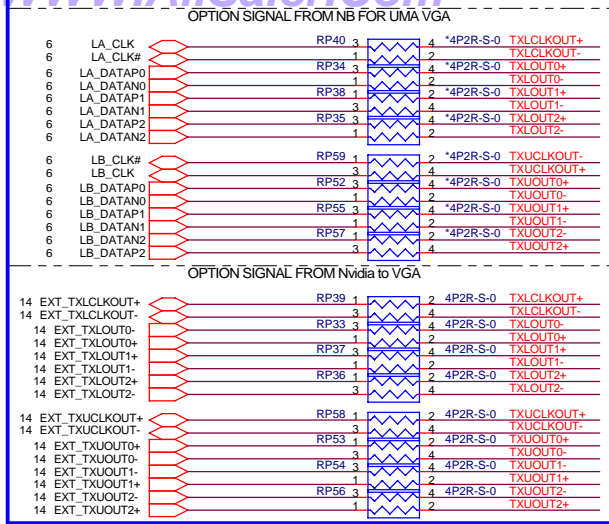 OPTION SIGNAL FROM NB FOR UMA VGA
6 LA_CLK RP40 3 4 *4P2R-S-0 TXLCLKOUT+
6 LA_CLK# 1 2 TXLCLKOUT-
6 LA_DATAP0 RP34 3 4 *4P2R-S-0 TXLOUT0+
6 LA_DATAN0 1 2 TXLOUT0-
6 LA_DATAP1 RP38 1 2 *4P2R-S-0 TXLOUT1+
6 LA_DATAN1 3 4 TXLOUT1-
6 LA_DATAP2 RP35 3 4 *4P2R-S-0 TXLOUT2+
6 LA_DATAN2 1 2 TXLOUT2-
6 LB_CLK# RP59 1 2 *4P2R-S-0 TXUCLKOUT-
6 LB_CLK 3 4 TXUCLKOUT+
6 LB_DATAP0 RP52 3 4 *4P2R-S-0 TXUOUT0+
6 LB_DATAN0 1 2 TXUOUT0-
6 LB_DATAP1 RP55 3 4 *4P2R-S-0 TXUOUT1+
6 LB_DATAN1 1 2 TXUOUT1-
6 LB_DATAN2 RP57 1 2 *4P2R-S-0 TXUOUT2-
6 LB_DATAP2 3 4 TXUOUT2+
OPTION SIGNAL FROM Nvidia to VGA
14 EXT_TXLCLKOUT+ RP39 1 2 4P2R-S-0 TXLCLKOUT+
14 EXT_TXLCLKOUT- 3 4 TXLCLKOUT-
14 EXT_TXLOUT0- RP33 3 4 4P2R-S-0 TXLOUT0-
14 EXT_TXLOUT0+ 1 2 TXLOUT0+
14 EXT_TXLOUT1+ RP37 3 4 4P2R-S-0 TXLOUT1+
14 EXT_TXLOUT1- 1 2 TXLOUT1-
14 EXT_TXLOUT2+ RP36 1 2 4P2R-S-0 TXLOUT2+
14 EXT_TXLOUT2- 3 4 TXLOUT2-
14 EXT_TXUCLKOUT+ RP58 1 2 4P2R-S-0 TXUCLKOUT+
14 EXT_TXUCLKOUT- 3 4 TXUCLKOUT-
14 EXT_TXUOUT0+ RP53 1 2 4P2R-S-0 TXUOUT0+
14 EXT_TXUOUT0- 3 4 TXUOUT0-
14 EXT_TXUOUT1- RP54 3 4 4P2R-S-0 TXUOUT1-
14 EXT_TXUOUT1+ 1 2 TXUOUT1+
14 EXT_TXUOUT2- RP56 3 4 4P2R-S-0 TXUOUT2-
14 EXT_TXUOUT2+ 1 2 TXUOUT2+